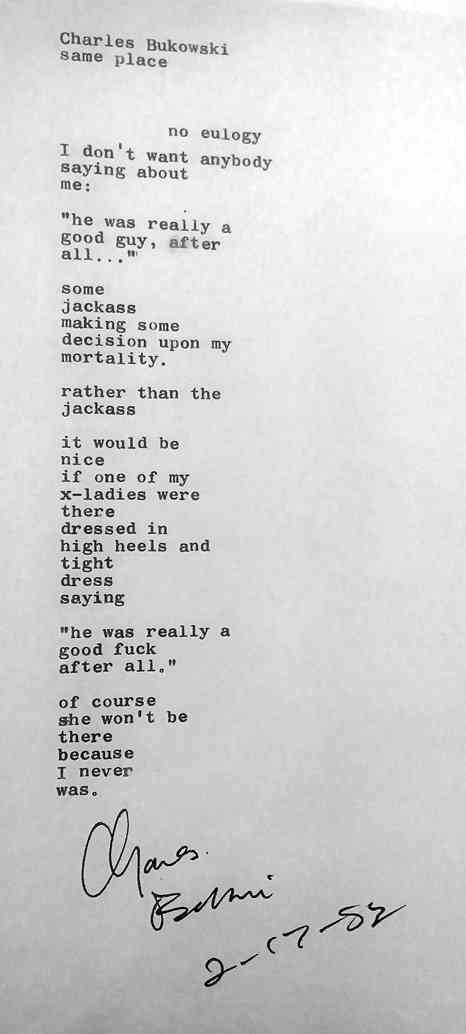 Charles Bukowski
same place
no eulogy
I don't want anybody
saying about
me:
"he was really a
good guy, after
all..."
some
jackass
making some
decision upon my
mortality.
rather than the
jackass
it would be
nice
if one of my
x-ladies were
there
dressed in
high heels and
tight
dress
saying
"he was really a
good fuck
after all."
of course
she won't be
there
because
I never
was.
Charles
Bukowski
2-17-82